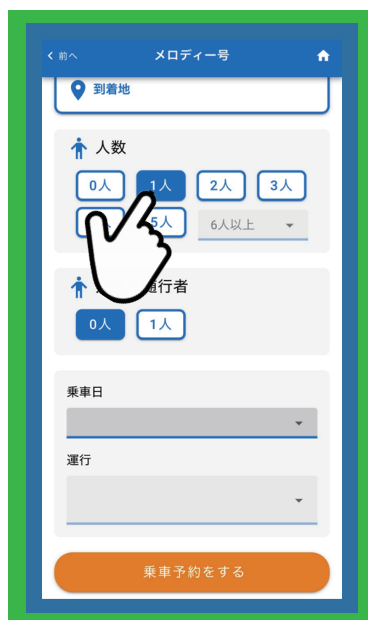 前へ
メロディー号
到着地
人数
0人
1人
2人
3人
5人
6人以上
通行者
0人
1人
乗車日
運行
乗車予約をする